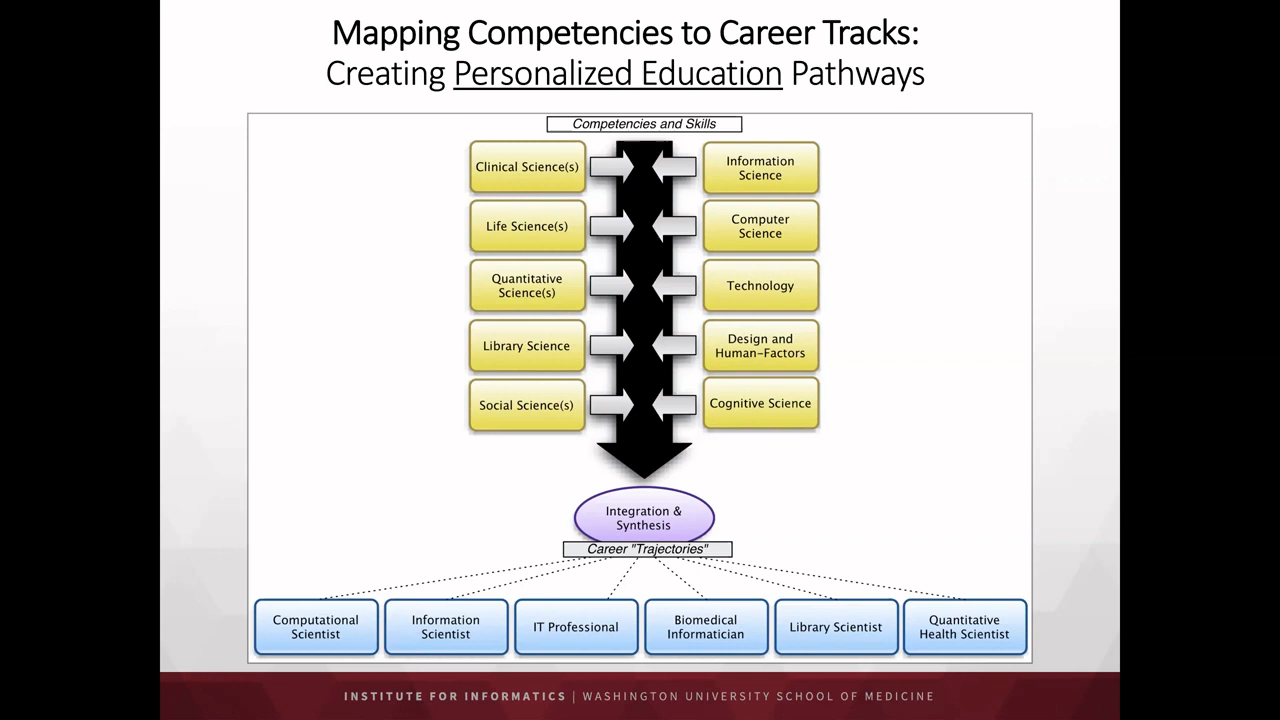 Mapping Competencies to Career Tracks:
Creating Personalized Education Pathways
Competencies and Skills
Clinical Science(s)
Information
Science
Life Science(s)
Computer
Science
Quantitative
Science(s)
Technology
Library Science
Design and
Human-Factors
Social Science(s)
Cognitive Science
Integration &
Synthesis
Career "Trajectories"
Computational
Scientist
Information
Scientist
IT Professional
Biomedical
Informatician
Library Scientist
Quantitative
Health Scientist
INSTITUTE FOR INFORMATICS | WASHINGTON UNIVERSITY SCHOOL OF MEDICINE